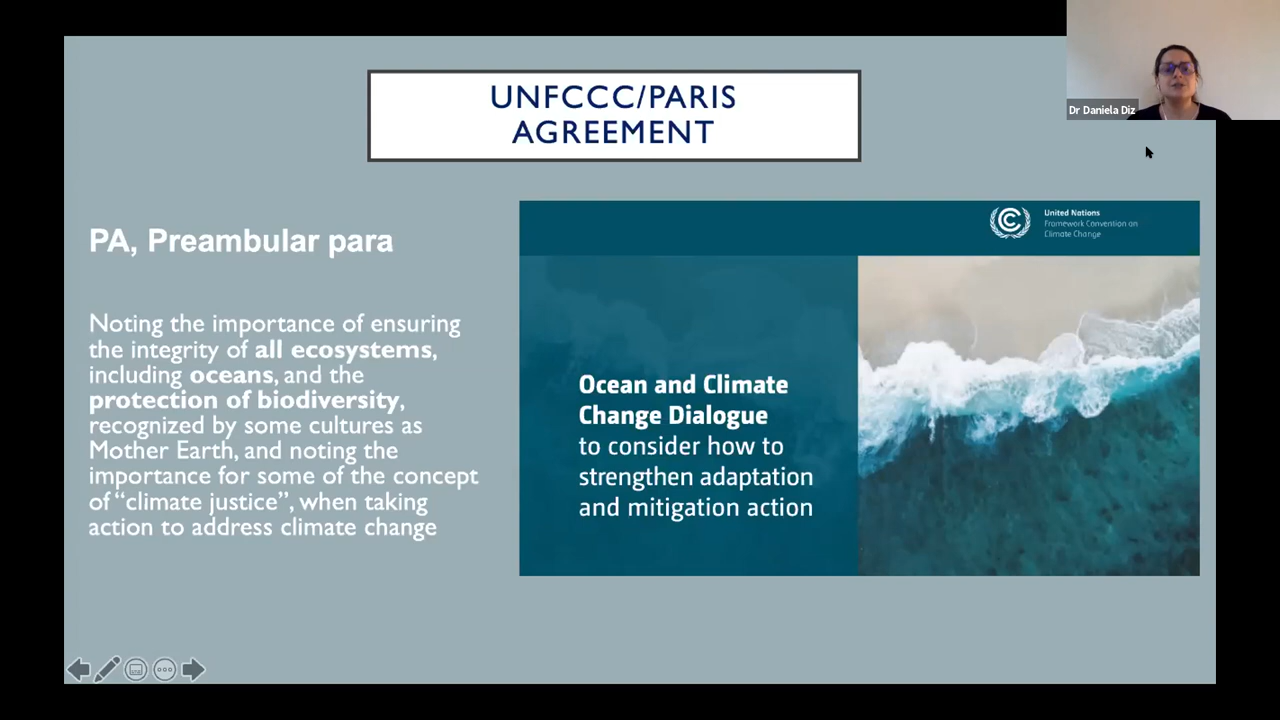 UNFCCC/PARIS
AGREEMENT
Dr Daniela Diz
PA, Preambular para
Noting the importance of ensuring
the integrity of all ecosystems,
including oceans, and the
protection of biodiversity,
recognized by some cultures as
Mother Earth, and noting the
importance for some of the concept
of “climate justice”, when taking
action to address climate change
United Nations
Framework Convention on
Climate Change
Ocean and Climate
Change Dialogue
to consider how to
strengthen adaptation
and mitigation action